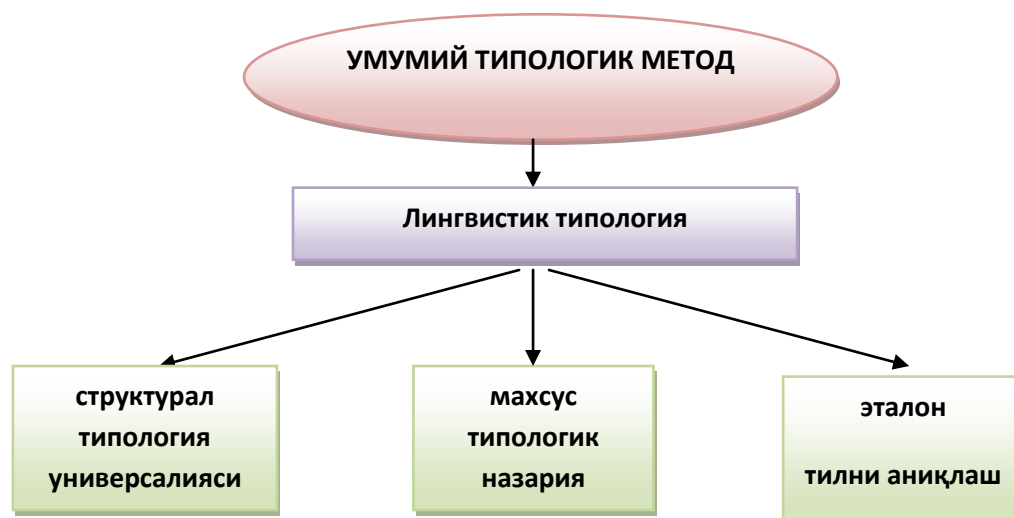 УМУМИЙ ТИПОЛОГИК МЕТОД
Лингвистик типология
структурал
типология
универсалияси
махсус
типологик
назария
эталон
тилни аниқлаш